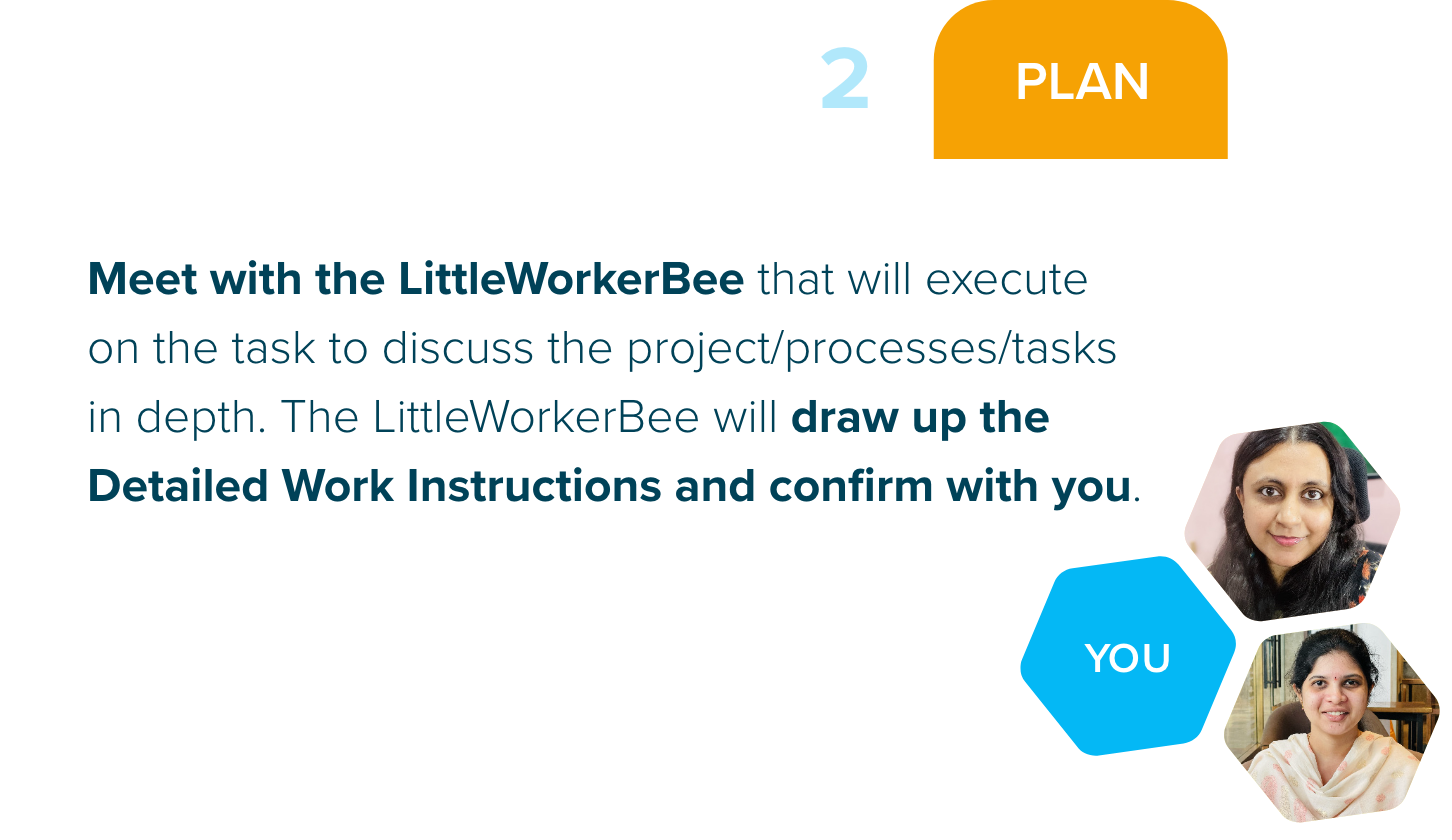 2
PLAN
Meet with the LittleWorkerBee that will execute
on the task to discuss the project/processes/tasks
in depth. The LittleWorkerBee will draw up the
Detailed Work Instructions and confirm with you.
YOU